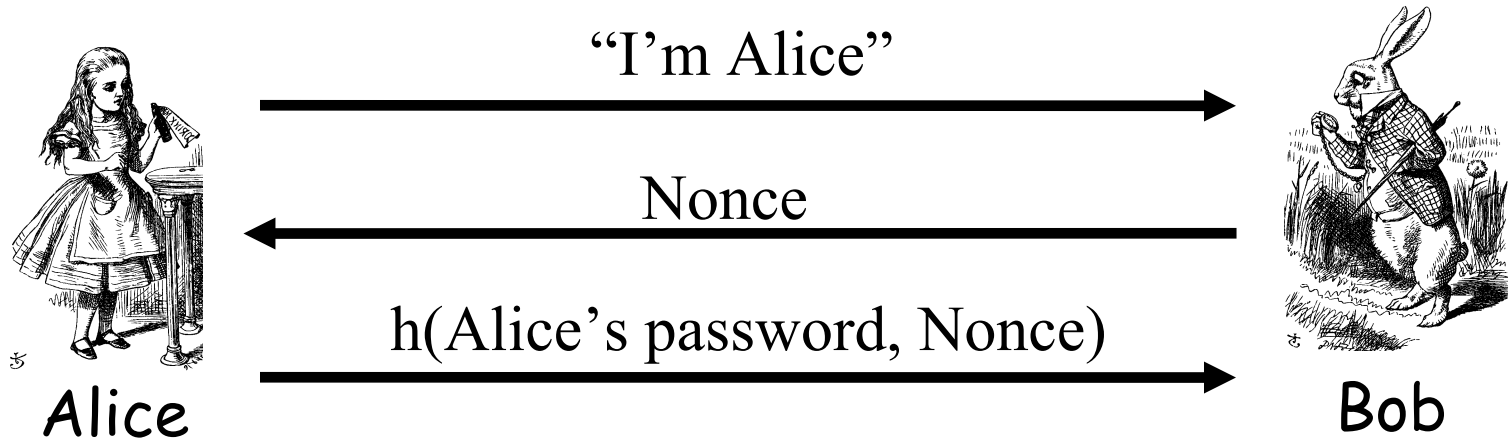 “I’m Alice”
Nonce
h(Alice’s password, Nonce)
Alice
Bob